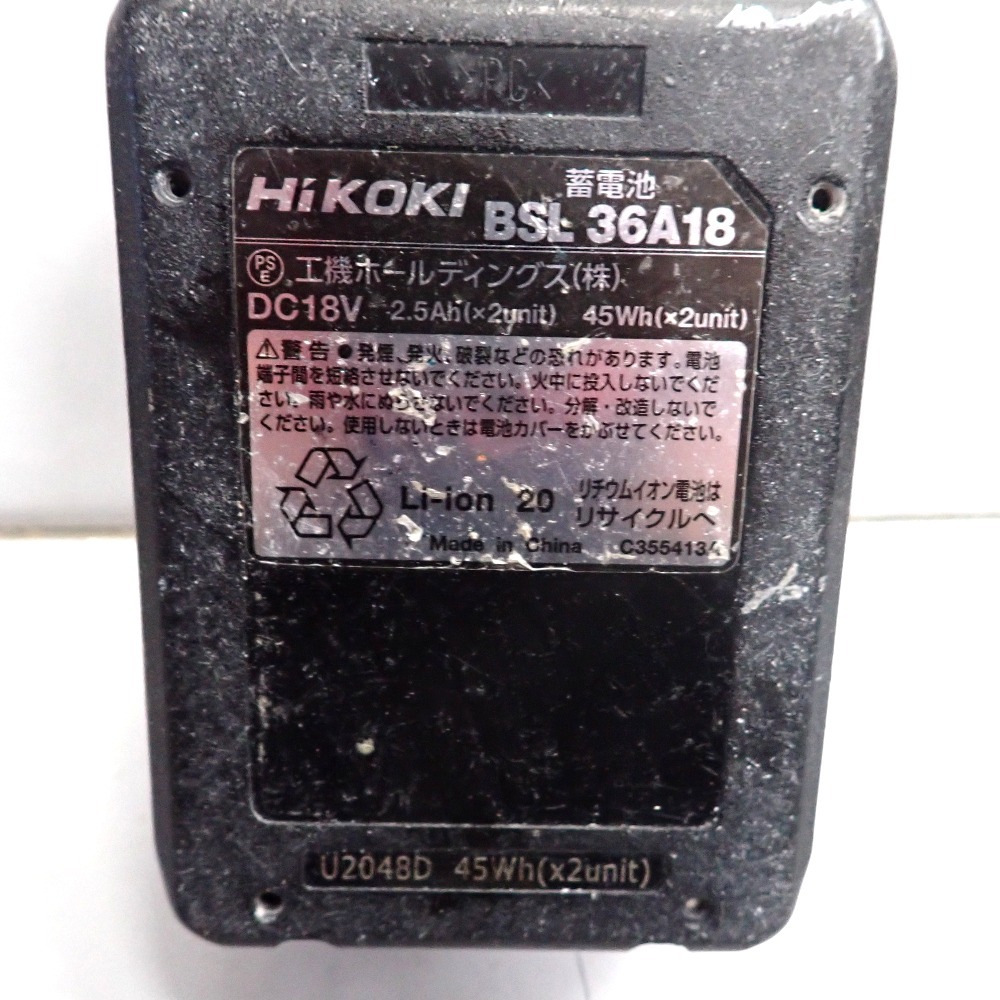 >PC<
HiKOKI 蓄電池
BSL 36A18
PS E 工機ホールディングス(株)
DC18V 2.5Ah(×2unit) 45Wh(×2unit)
⚠警告 ●発煙、発火、破裂などの恐れがあります。電池
端子間を短絡させないでください。火中に投入しないでくだ
さい。雨や水にぬらさないでください。分解・改造しないで
ください。使用しないときは電池カバーをかぶせてください。
Li-ion 20 リチウムイオン電池は
リサイクルへ
Made in China C3554134
U2048D 45Wh(x2unit)